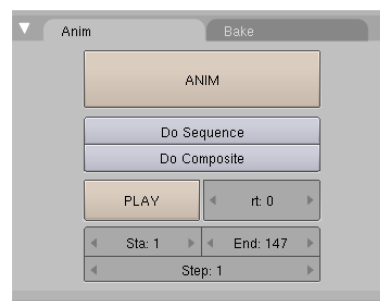 Anim Bake
ANIM
Do Sequence
Do Composite
PLAY rt: 0
Sta: 1 End: 147
Step: 1